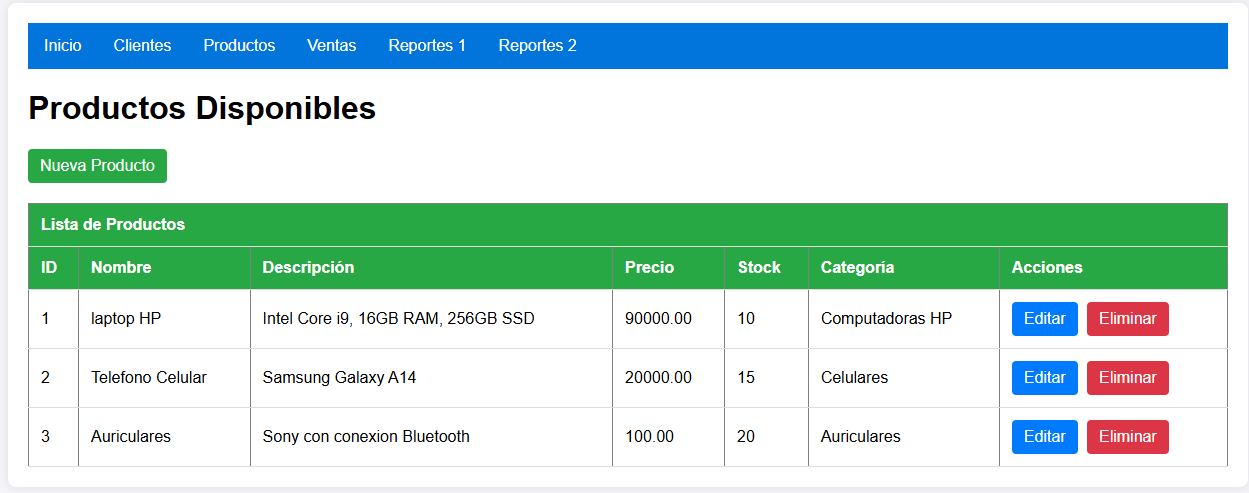 Inicio Clientes Productos Ventas Reportes 1 Reportes 2
Productos Disponibles
Nueva Producto
Lista de Productos
ID Nombre Descripción Precio Stock Categoría Acciones
1 laptop HP Intel Core i9, 16GB RAM, 256GB SSD 90000.00 10 Computadoras HP Editar Eliminar
2 Telefono Celular Samsung Galaxy A14 20000.00 15 Celulares Editar Eliminar
3 Auriculares Sony con conexion Bluetooth 100.00 20 Auriculares Editar Eliminar